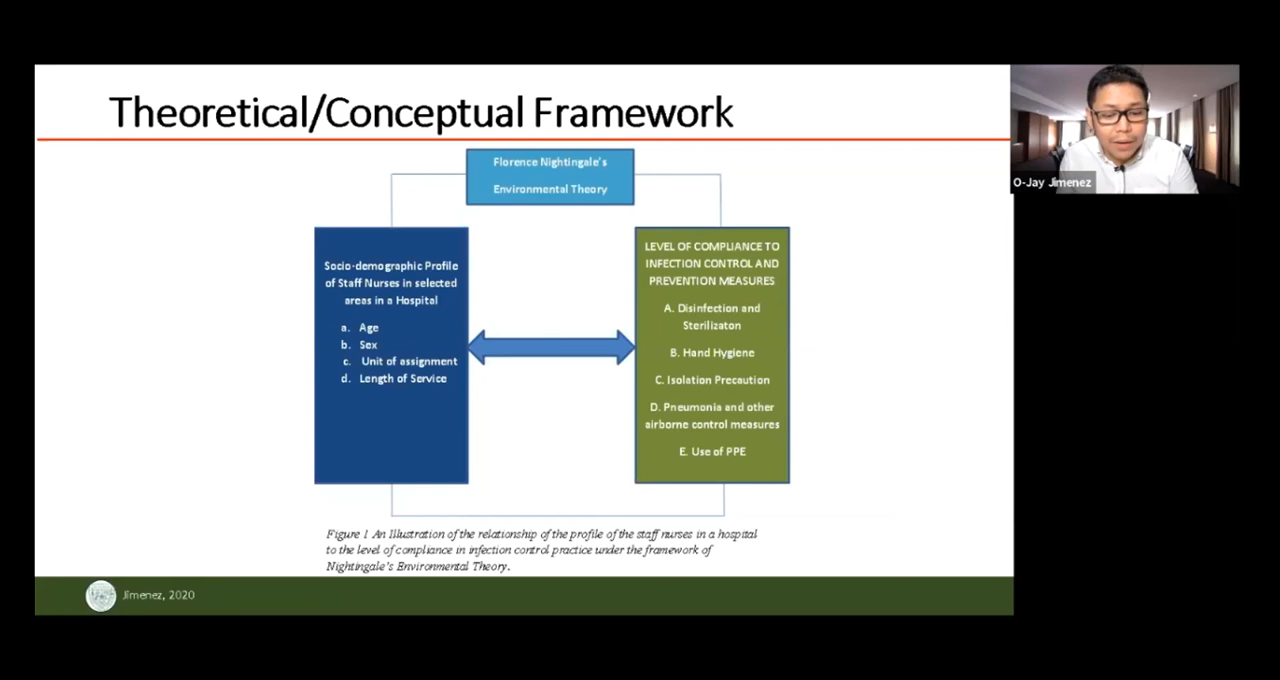 Theoretical/Conceptual Framework
O-Jay Jimenez
Florence Nightingale's
Environmental Theory
Socio-demographic Profile
of Staff Nurses in selected
areas in a Hospital
a. Age
b. Sex
c. Unit of assignment
d. Length of Service
LEVEL OF COMPLIANCE TO
INFECTION CONTROL AND
PREVENTION MEASURES
A. Disinfection and
Sterilizaton
B. Hand Hygiene
C. Isolation Precaution
D. Pneumonia and other
airborne control measures
E. Use of PPE
Figure 1 An Illustration of the relationship of the profile of the staff nurses in a hospital
to the level of compliance in infection control practice under the framework of
Nightingale's Environmental Theory.
Jimenez, 2020